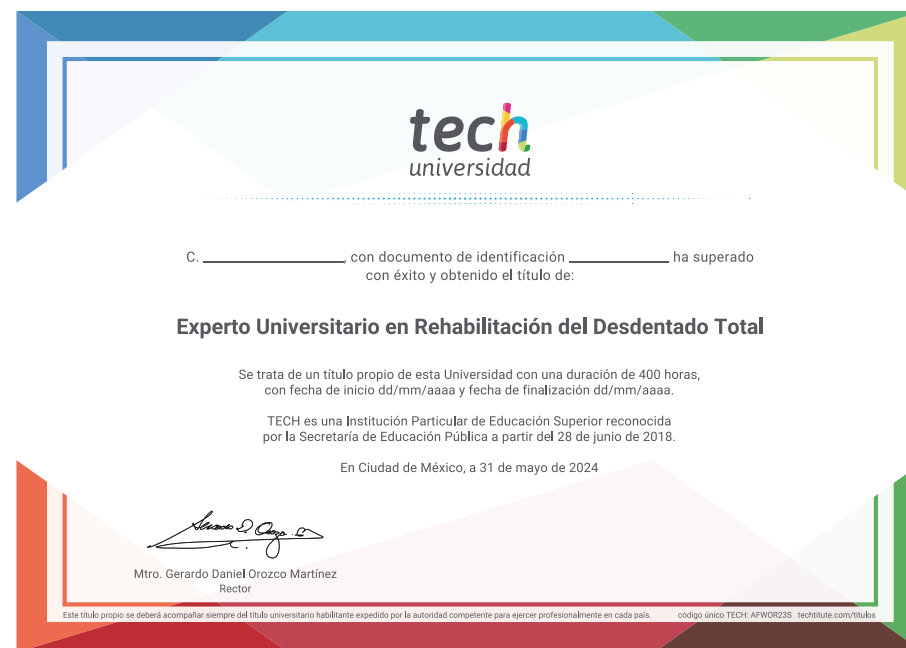 tech
universidad
C. ____________, con documento de identificación ____________ ha superado
con éxito y obtenido el título de:
Experto Universitario en Rehabilitación del Desdentado Total
Se trata de un título propio de esta Universidad con una duración de 400 horas,
con fecha de inicio dd/mm/aaaa y fecha de finalización dd/mm/aaaa.
TECH es una Institución Particular de Educación Superior reconocida
por la Secretaría de Educación Pública a partir del 28 de junio de 2018.
En Ciudad de México, a 31 de mayo de 2024
Mtro. Gerardo Daniel Orozco Martínez
Rector
Este título propio se deberá acompañar siempre del título universitario habilitante expedido por la autoridad competente para ejercer profesionalmente en cada país. código único TECH: AFWOR23S techtitute.com/titulos